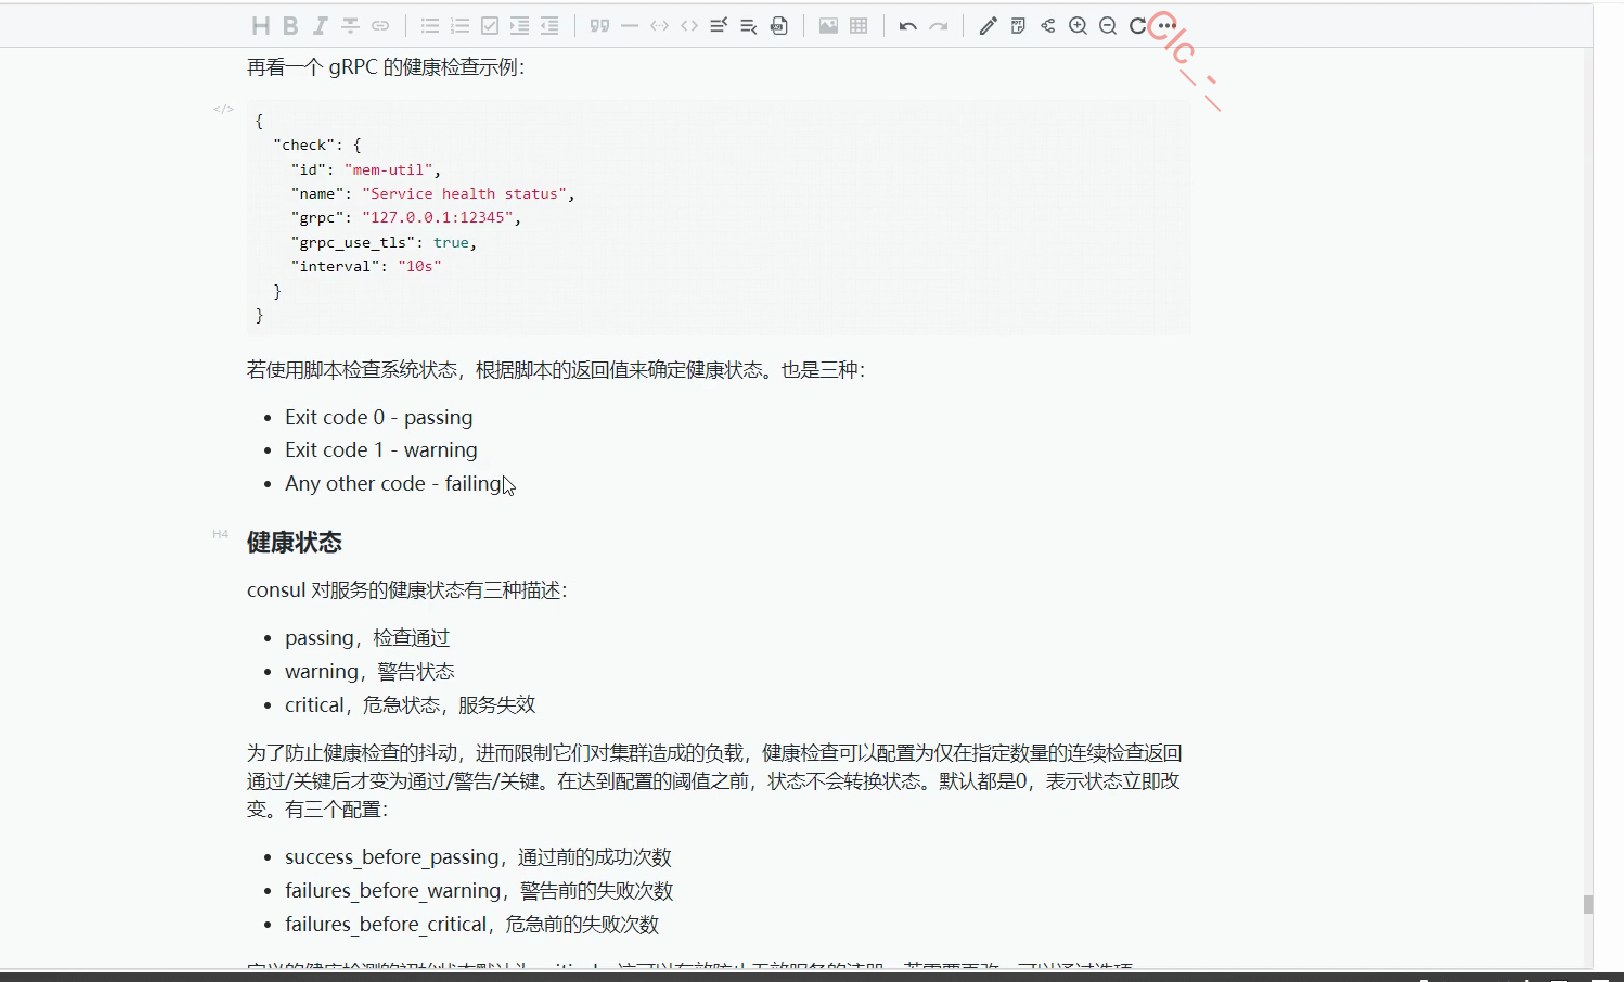 再看一个 gRPC 的健康检查示例：
{
"check": {
"id": "mem-util",
"name": "Service health status",
"grpc": "127.0.0.1:12345",
"grpc_use_tls": true,
"interval": "10s"
}
}
若使用脚本检查系统状态，根据脚本的返回值来确定健康状态。也是三种：
Exit code 0 - passing
Exit code 1 - warning
Any other code - failing
H4
健康状态
consul 对服务的健康状态有三种描述：
passing，检查通过
warning，警告状态
critical，危急状态，服务失效
为了防止健康检查的抖动，进而限制它们对集群造成的负载，健康检查可以配置为仅在指定数量的连续检查返回
通过/关键后才变为通过/警告/关键。在达到配置的阈值之前，状态不会转换状态。默认都是0，表示状态立即改
变。有三个配置：
success_before_passing，通过前的成功次数
failures_before_warning，警告前的失败次数
failures_before_critical，危急前的失败次数